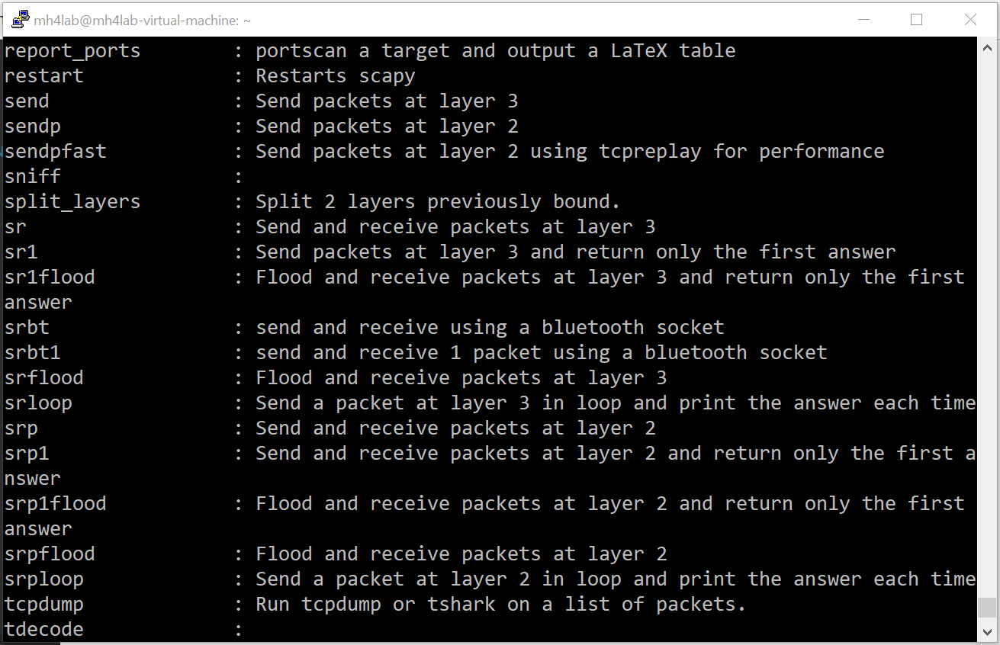 mh4lab@mh4lab-virtual-machine: ~
report_ports : portscan a target and output a LaTeX table
restart : Restarts scapy
send : Send packets at layer 3
sendp : Send packets at layer 2
sendpfast : Send packets at layer 2 using tcpreplay for performance
sniff :
split_layers : Split 2 layers previously bound.
sr : Send and receive packets at layer 3
sr1 : Send packets at layer 3 and return only the first answer
sr1flood : Flood and receive packets at layer 3 and return only the first
answer
srbt : send and receive using a bluetooth socket
srbt1 : send and receive 1 packet using a bluetooth socket
srflood : Flood and receive packets at layer 3
srloop : Send a packet at layer 3 in loop and print the answer each time
srp : Send and receive packets at layer 2
srp1 : Send and receive packets at layer 2 and return only the first a
nswer
srp1flood : Flood and receive packets at layer 2 and return only the first
answer
srpflood : Flood and receive packets at layer 2
srploop : Send a packet at layer 2 in loop and print the answer each time
tcpdump : Run tcpdump or tshark on a list of packets.
tdecode :